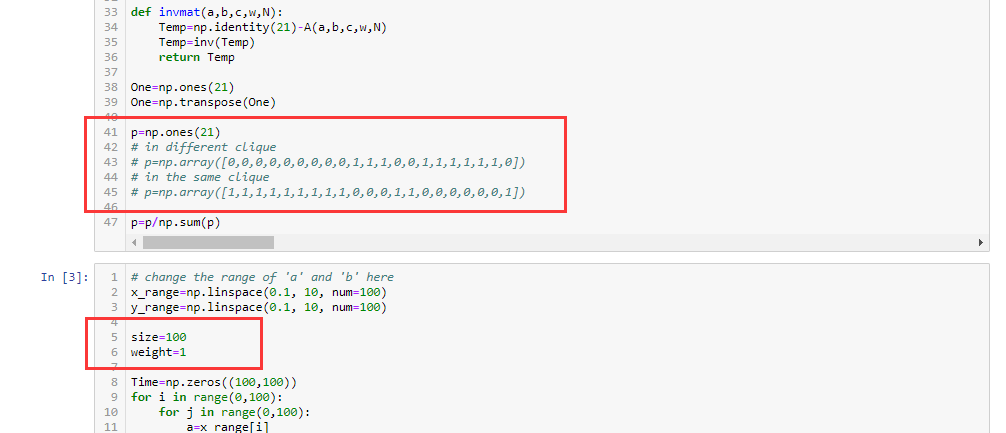 33 def invmat(a,b,c,w,N):
34     Temp=np.identity(21)-A(a,b,c,w,N)
35     Temp=inv(Temp)
36     return Temp
37
38 One=np.ones(21)
39 One=np.transpose(One)
40
41 p=np.ones(21)
42 # in different clique
43 # p=np.array([0,0,0,0,0,0,0,0,0,1,1,1,0,0,1,1,1,1,1,1,0])
44 # in the same clique
45 # p=np.array([1,1,1,1,1,1,1,1,1,0,0,0,1,1,0,0,0,0,0,0,1])
46
47 p=p/np.sum(p)
In [3]:
1 # change the range of 'a' and 'b' here
2 x_range=np.linspace(0.1, 10, num=100)
3 y_range=np.linspace(0.1, 10, num=100)
4
5 size=100
6 weight=1
7
8 Time=np.zeros((100,100))
9 for i in range(0,100):
10     for j in range(0,100):
11         a=x_range[i]